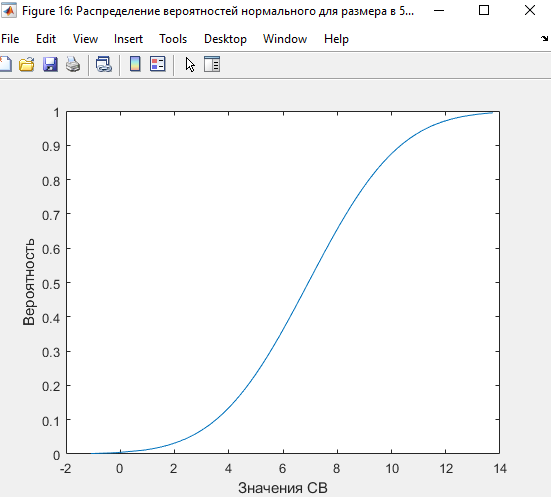 Figure 16: Распределение вероятностей нормального для размера в 5...
File Edit View Insert Tools Desktop Window Help
1
0.9
0.8
0.7
0.6
0.5
0.4
0.3
0.2
0.1
0
Вероятность
-2 0 2 4 6 8 10 12 14
Значения СВ